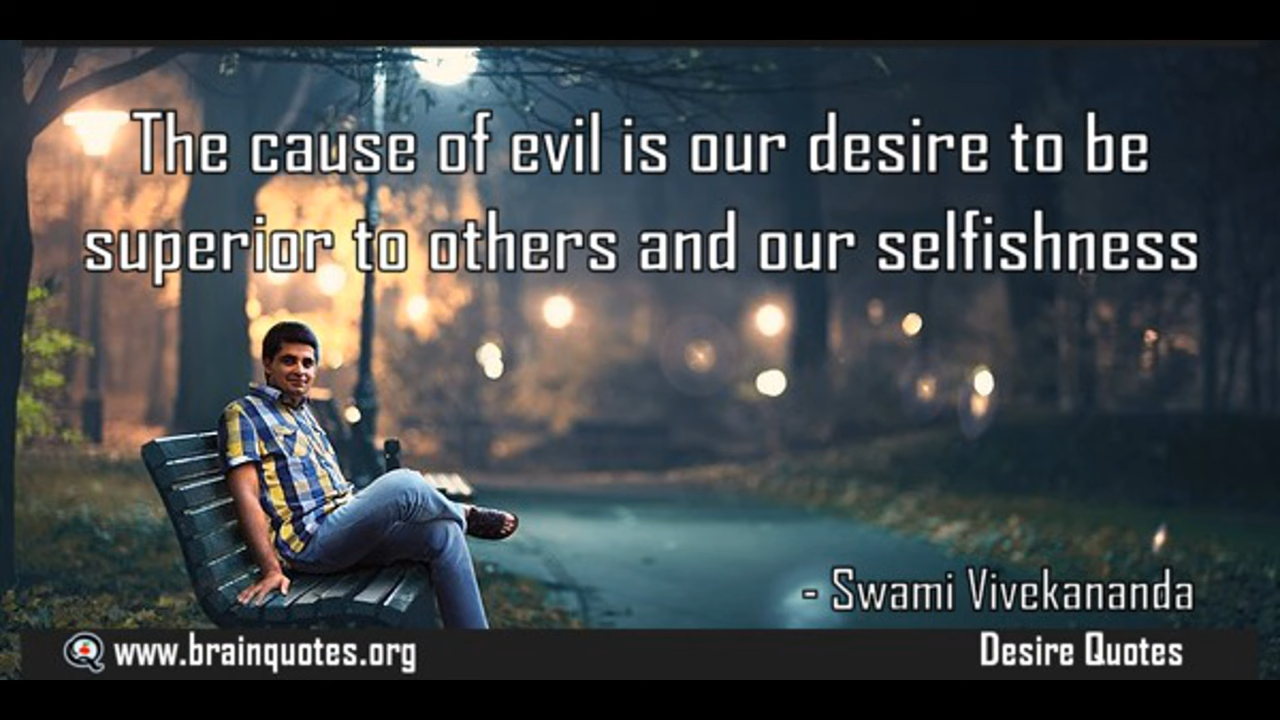 The cause of evil is our desire to be
superior to others and our selfishness
- Swami Vivekananda
www.brainquotes.org
Desire Quotes